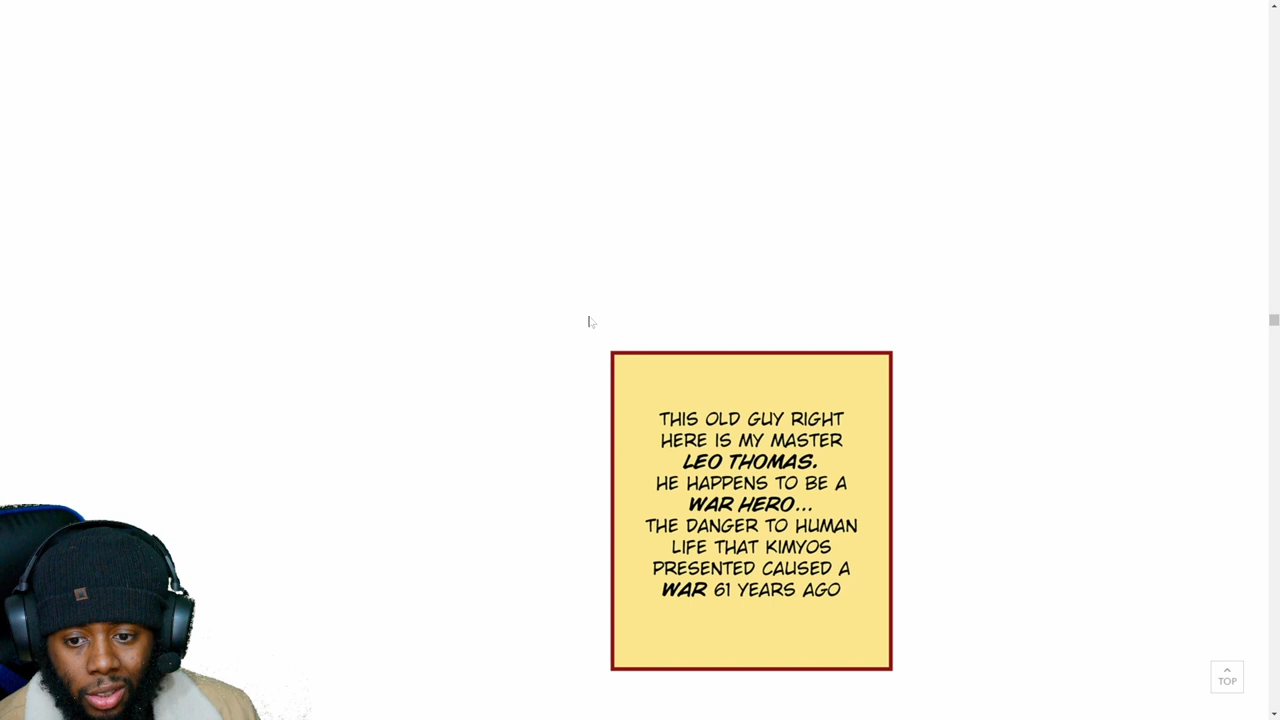 THIS OLD GUY RIGHT
HERE IS MY MASTER
LEO THOMAS.
HE HAPPENS TO BE A
WAR HERO...
THE DANGER TO HUMAN
LIFE THAT KIMYOS
PRESENTED CAUSED A
WAR 61 YEARS AGO
TOP